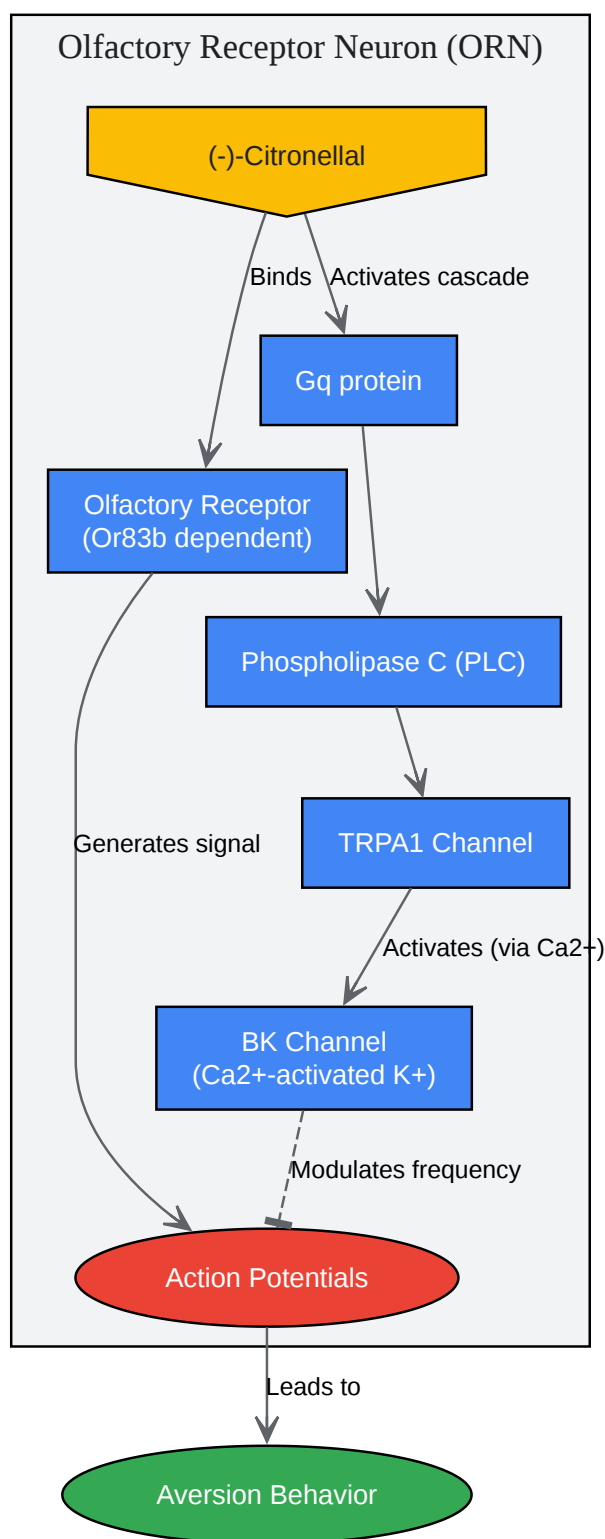 Olfactory Receptor Neuron (ORN)
(-)-Citronellal
Binds
Activates cascade
Gq protein
Olfactory Receptor
(Or83b dependent)
Phospholipase C (PLC)
TRPA1 Channel
Generates signal
Activates (via Ca2+)
BK Channel
(Ca2+-activated K+)
Modulates frequency
Action Potentials
Leads to
Aversion Behavior